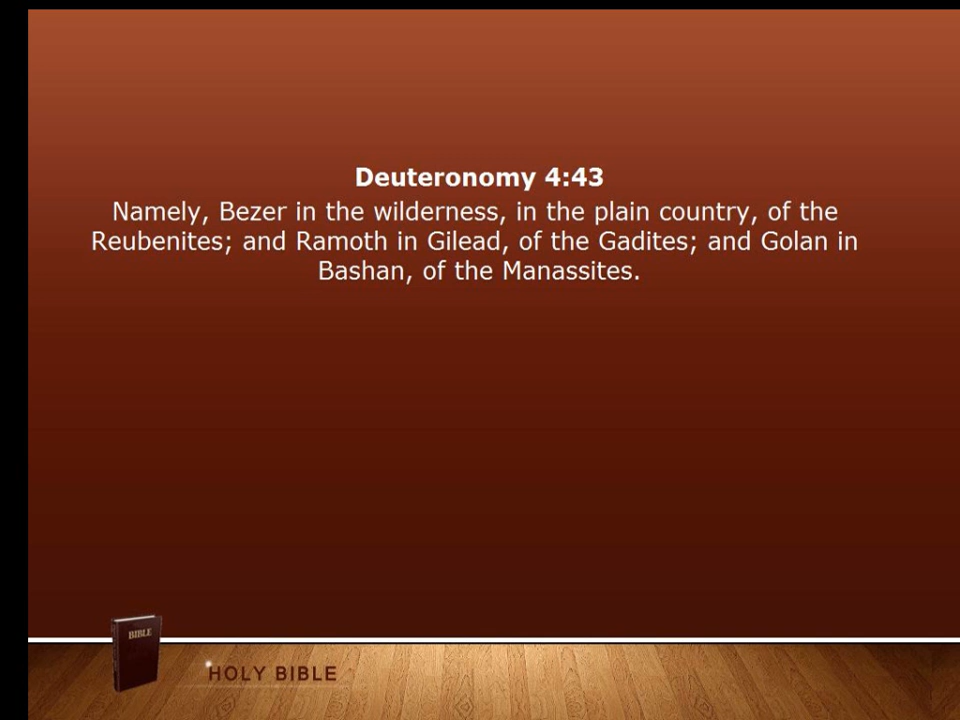 Deuteronomy 4:43
Namely, Bezer in the wilderness, in the plain country, of the
Reubenites; and Ramoth in Gilead, of the Gadites; and Golan in
Bashan, of the Manassites.
BIBLE
HOLY BIBLE